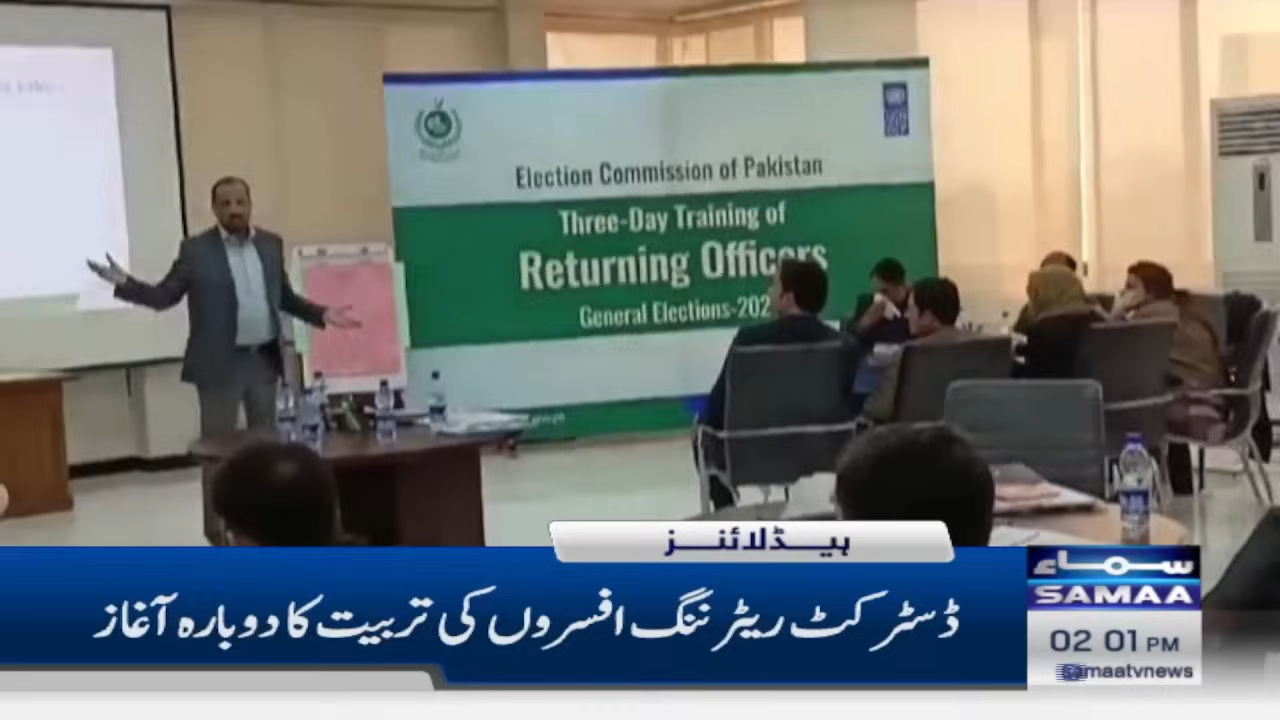 Election Commission of Pakistan
Three-Day Training of
Returning Officers
General Elections-202
ہیڈلائنز
ڈسٹرکٹ ریٹرننگ افسروں کی تربیت کا دوبارہ آغاز
سماء
SAMAA
02 01 PM
samaatvnews